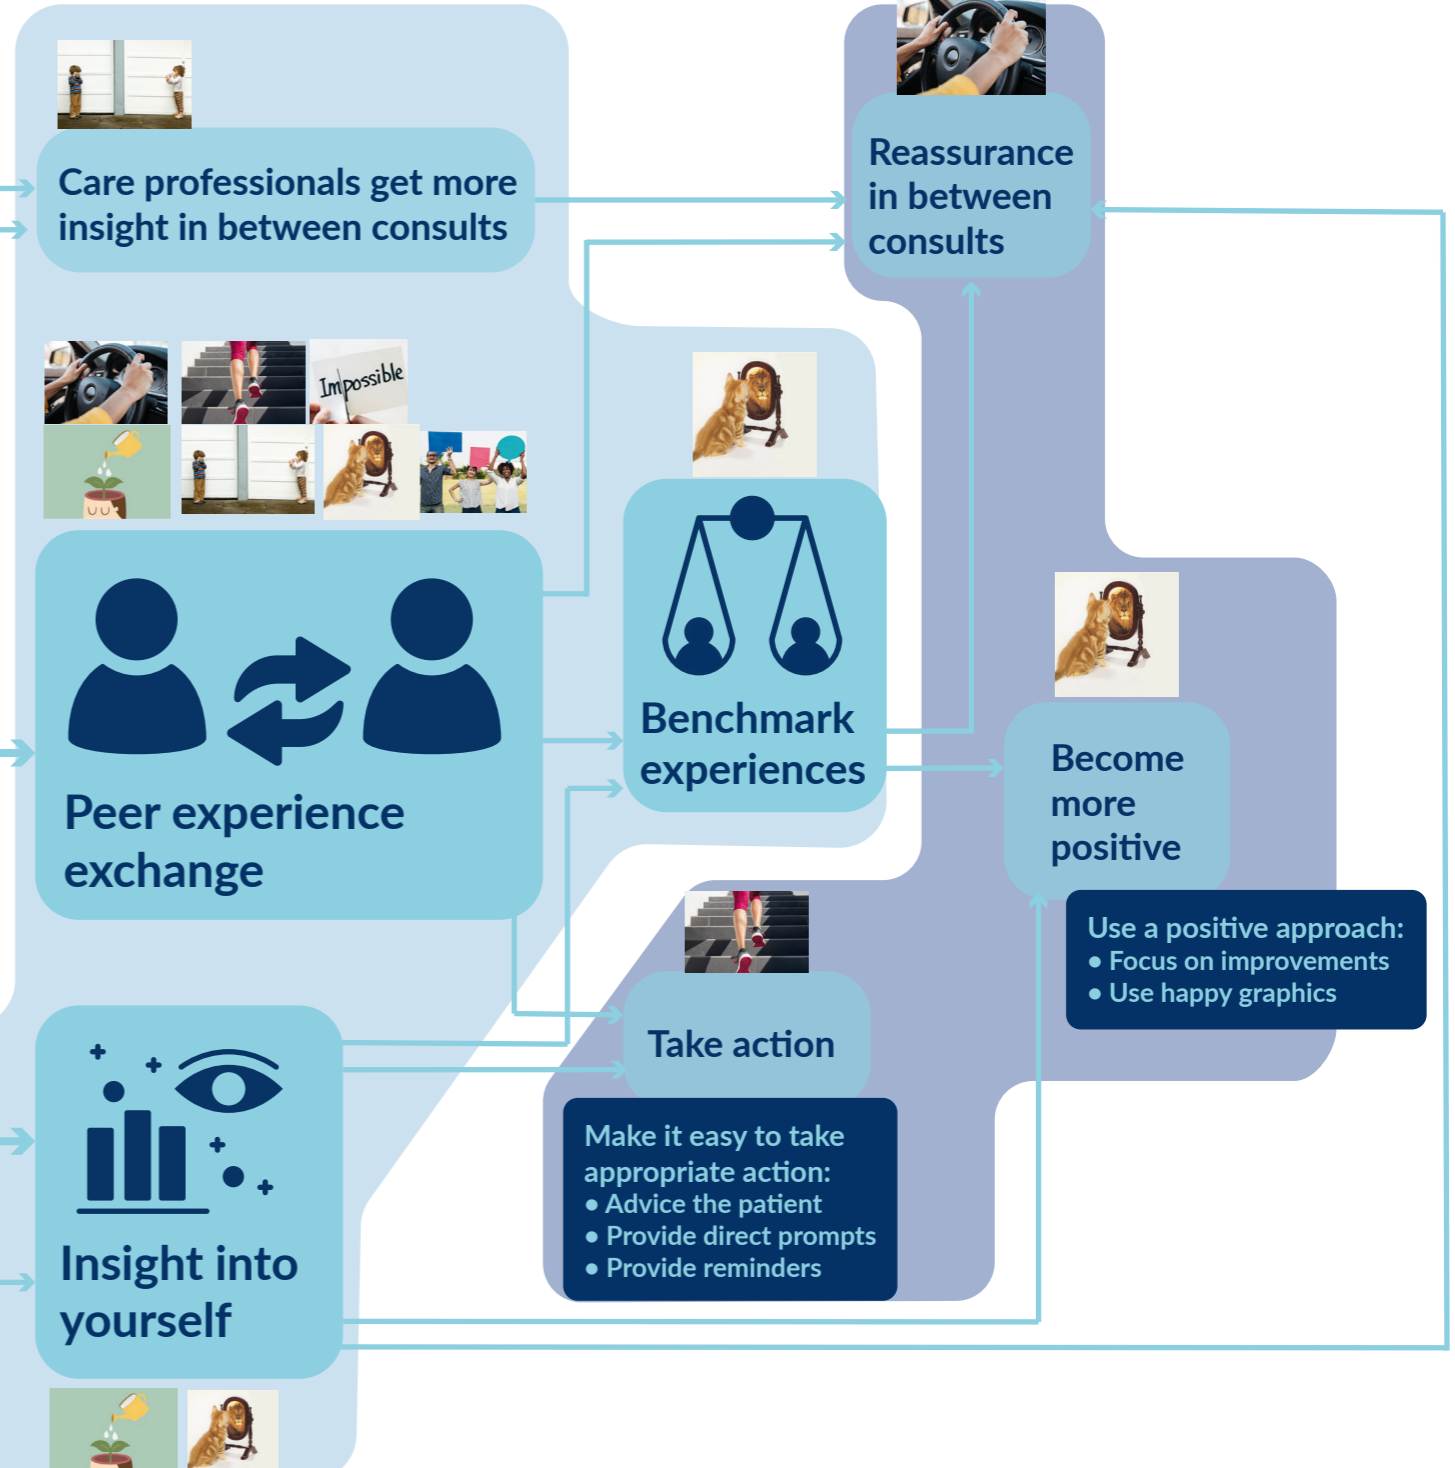 Care professionals get more
insight in between consults
Reassurance
in between
consults
Impossible
Benchmark
experiences
Peer experience
exchange
Become
more
positive
Use a positive approach:
• Focus on improvements
• Use happy graphics
Take action
Make it easy to take
appropriate action:
• Advice the patient
• Provide direct prompts
• Provide reminders
Insight into
yourself